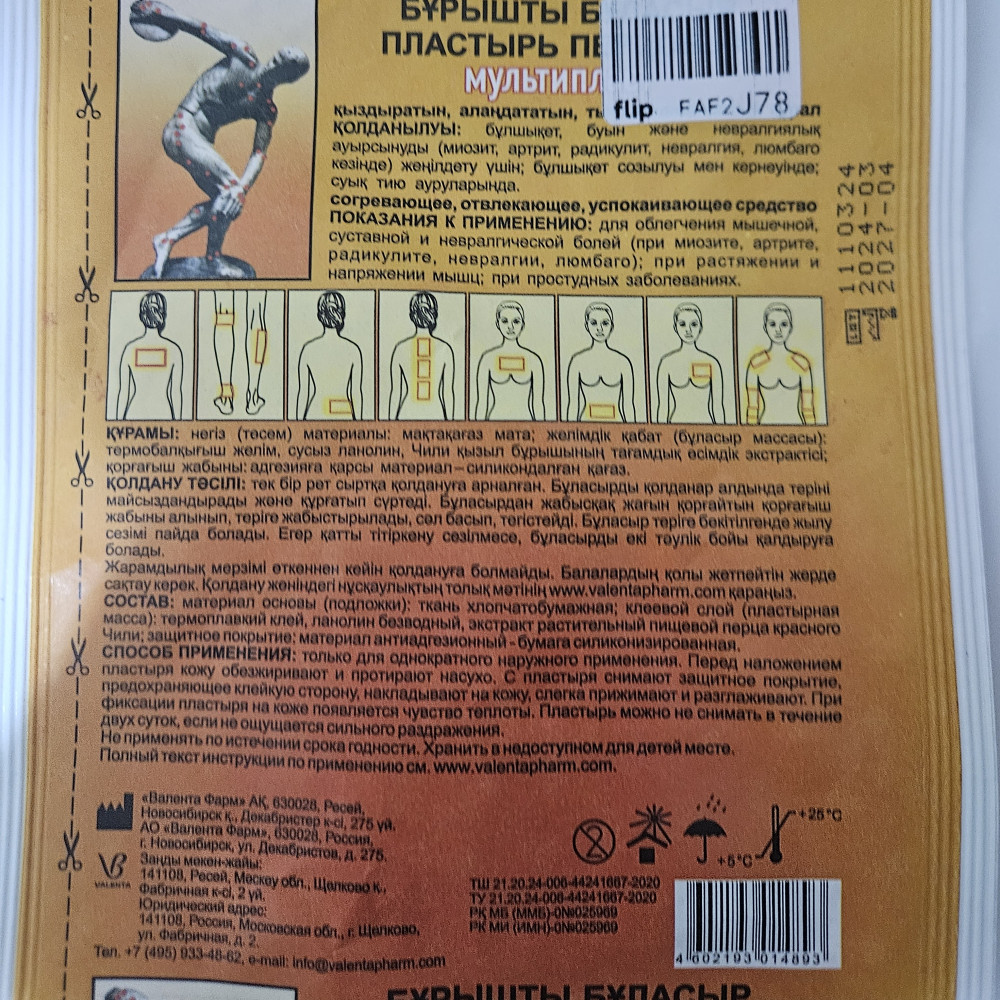 БҰРЫШТЫ Б
ПЛАСТЫРЬ ПЕ
мультипл
flip EAF2J78
қыздыратын, алаңдататын, ты ал
ҚОЛДАНЫЛУЫ: бұлшықет, буын және невралгиялық
ауырсынуды (миозит, артрит, радикулит, невралгия, люмбаго
кезінде) жеңілдету үшін; бұлшықет созылуы мен кернеуінде;
суық тию ауруларында.
согревающее, отвлекающее, успокаивающее средство
ПОКАЗАНИЯ К ПРИМЕНЕНИЮ: для облегчения мышечной,
суставной и невралгической болей (при миозите, артрите,
радикулите, невралгии, люмбаго); при растяжении и
напряжении мышц; при простудных заболеваниях.
LOT 1110324
2024-03
2027-04
ҚҰРАМЫ: негіз (төсем) материалы: мақтақағаз мата; желімдік қабат (бұласыр массасы):
термобалқығыш желім, сусыз ланолин, Чили қызыл бұрышының тағамдық өсімдік экстрактісі;
қорғағыш жабыны: адгезияға қарсы материал – силикондалған қағаз.
ҚОЛДАНУ ТӘСІЛІ: тек бір рет сыртқа қолдануға арналған. Бұласырды қолданар алдында теріні
майсыздандырады және құрғатып сүртеді. Бұласырдан жабысқақ жағын қорғайтын қорғағыш
жабыны алынып, теріге жабыстырылады, сәл басып, тегістейді. Бұласыр теріге бекітілгенде жылу
сезімі пайда болады. Егер қатты тітіркену сезілмесе, бұласырды екі тәулік бойы қалдыруға
болады.
Жарамдылық мерзімі өткеннен кейін қолдануға болмайды. Балалардың қолы жетпейтін жерде
сақтау керек. Қолдану жөніндегі нұсқаулықтың толық мәтінің www.valentapharm.com қараңыз.
СОСТАВ: материал основы (подложки): ткань хлопчатобумажная; клеевой слой (пластырная
масса): термоплавкий клей, ланолин безводный, экстракт растительный пищевой перца красного
Чили; защитное покрытие: материал антиадгезионный - бумага силиконизированная.
СПОСОБ ПРИМЕНЕНИЯ: только для однократного наружного применения. Перед наложением
пластыря кожу обезжиривают и протирают насухо. С пластыря снимают защитное покрытие,
предохраняющее клейкую сторону, накладывают на кожу, слегка прижимают и разглаживают. При
фиксации пластыря на коже появляется чувство теплоты. Пластырь можно не снимать в течение
двух суток, если не ощущается сильного раздражения.
Не применять по истечении срока годности. Хранить в недоступном для детей месте.
Полный текст инструкции по применению см. www.valentapharm.com.
«Валента Фарм» АҚ, 630028, Ресей,
Новосибирск қ., Декабристер к-сі, 275 үй.
АО «Валента Фарм», 630028, Россия,
г. Новосибирск, ул. Декабристов, д. 275.
VALENTA
Заңды мекен-жайы:
141108, Ресей, Мәскеу обл., Щелково қ.,
Фабричная к-сі, 2 үй.
Юридический адрес:
141108, Россия, Московская обл., г. Щелково,
ул. Фабричная, д. 2.
Тел. +7 (495) 933-48-62, e-mail: info@valentapharm.com
2
+5°C
+25°C
ТШ 21.20.24-006-44241667-2020
ТУ 21.20.24-006-44241667-2020
РҚ МБ (ММБ)-0№025969
РК МИ (ИМН)-0№025969
4 602193 014893
БҰРЫШТЫ БҰЛАСЫР